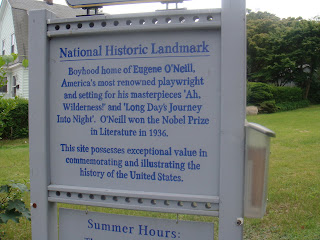 National Historic Landmark
Boyhood home of Eugene O'Neill,
America's most renowned playwright
and setting for his masterpieces "Ah,
Wilderness!' and 'Long Day's Journey
Into Night'. O'Neill won the Nobel Prize
in Literature in 1936.
This site possesses exceptional value in
commemorating and illustrating the
history of the United States.
Summer Hours: